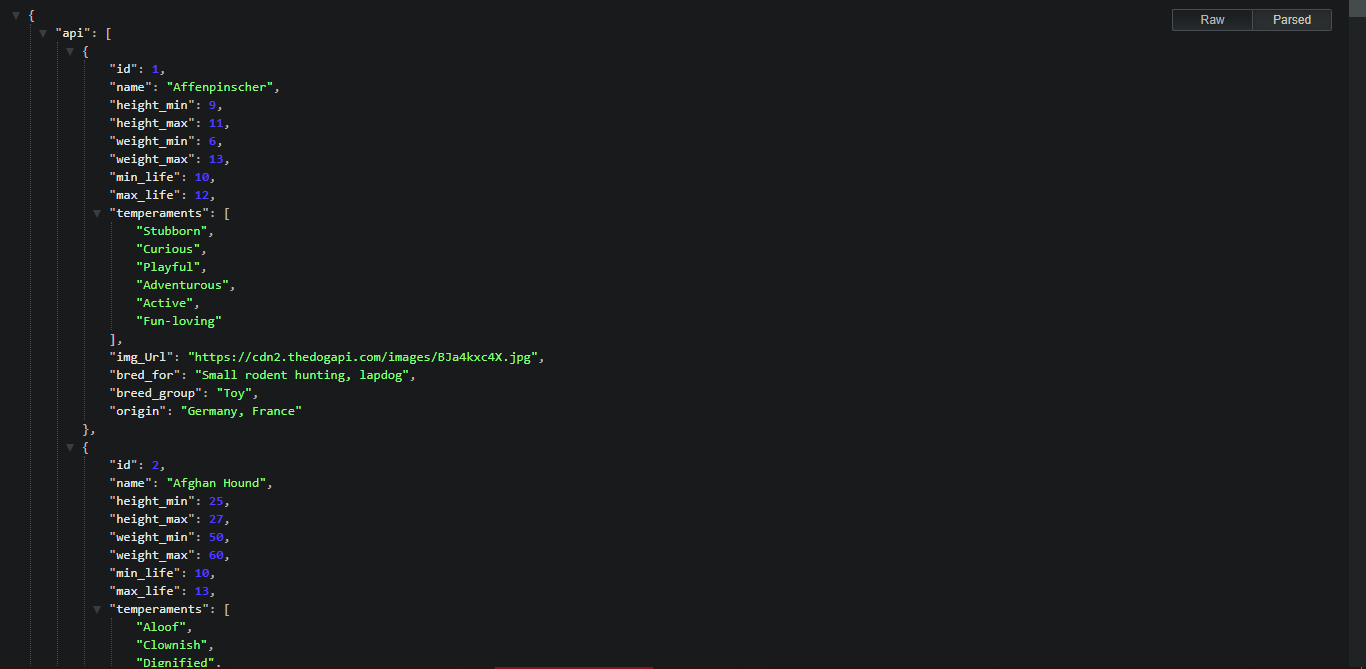 {
"api": [
{
"id": 1,
"name": "Affenpinscher",
"height_min": 9,
"height_max": 11,
"weight_min": 6,
"weight_max": 13,
"min_life": 10,
"max_life": 12,
"temperaments": [
"Stubborn",
"Curious",
"Playful",
"Adventurous",
"Active",
"Fun-loving"
],
"img_Url": "https://cdn2.thedogapi.com/images/BJa4kxc4X.jpg",
"bred_for": "Small rodent hunting, lapdog",
"breed_group": "Toy",
"origin": "Germany, France"
},
{
"id": 2,
"name": "Afghan Hound",
"height_min": 25,
"height_max": 27,
"weight_min": 50,
"weight_max": 60,
"min_life": 10,
"max_life": 13,
"temperaments": [
"Aloof",
"Clownish",
"Dignified",
Raw Parsed